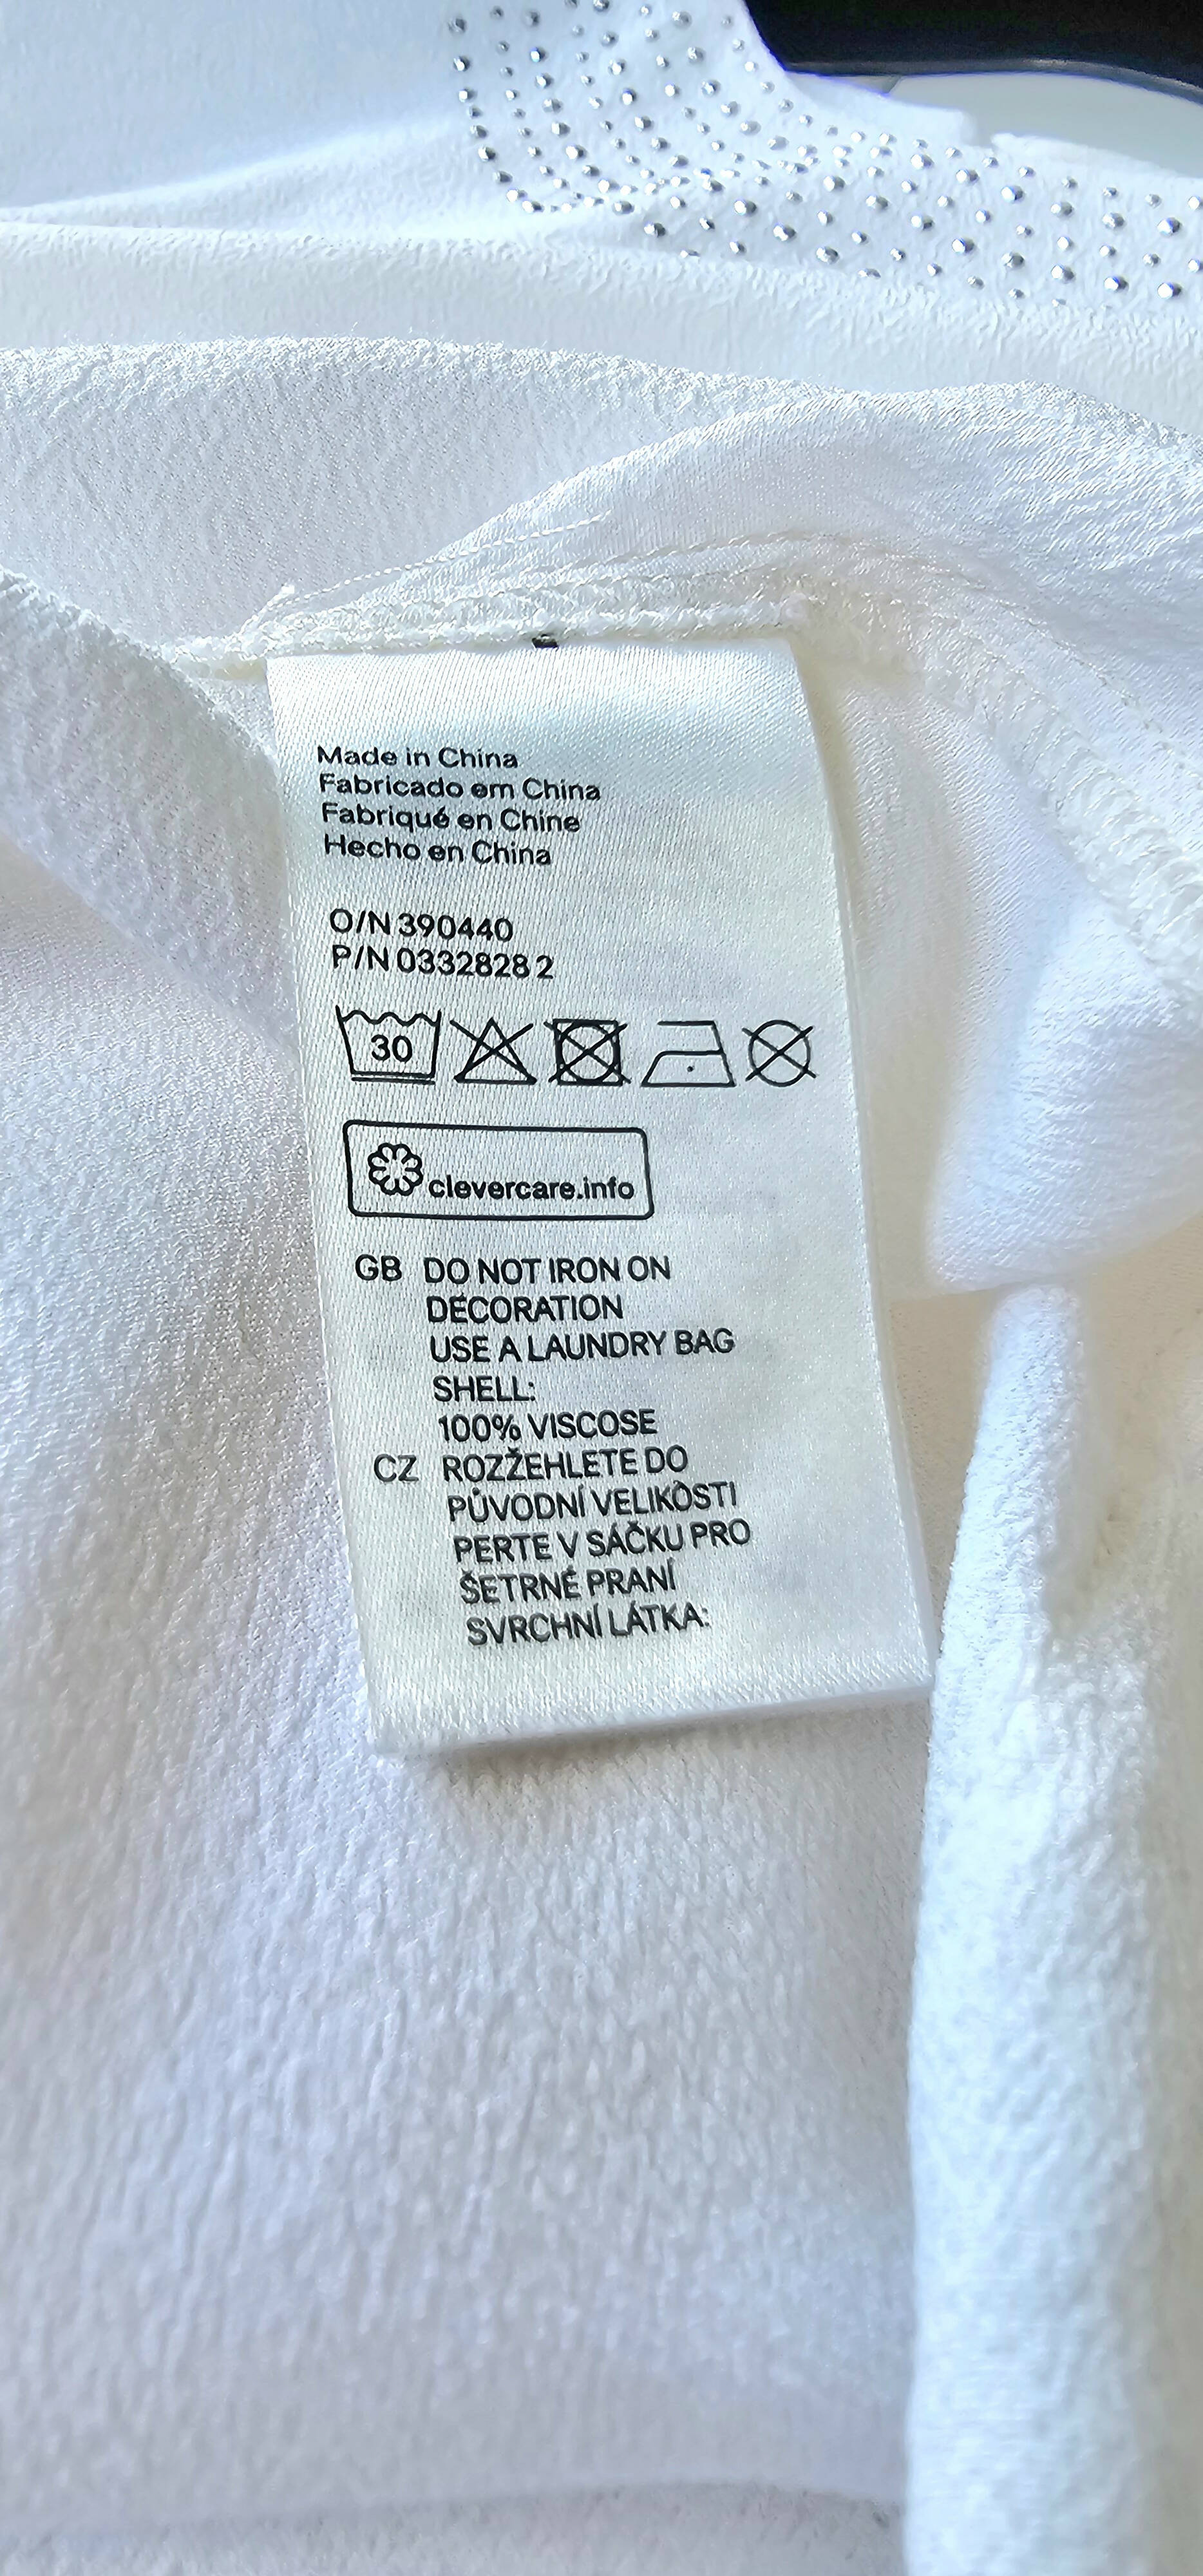 Made in China
Fabricado em China
Fabriqué en Chine
Hecho en China
O/N 390440
P/N 0332828 2
30
clevercare.info
GB DO NOT IRON ON
DECORATION
USE A LAUNDRY BAG
SHELL:
100% VISCOSE
CZ ROZŽEHLETE DO
PŮVODNÍ VELIKOSTI
PERTE V SÁČKU PRO
ŠETRNÉ PRANÍ
SVRCHNÍ LÁTKA: